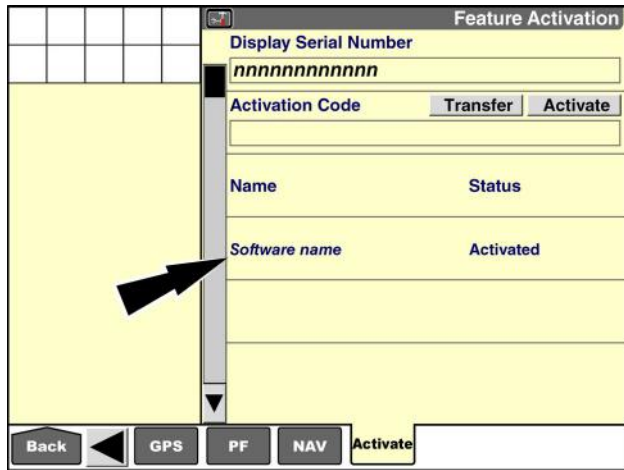 Feature Activation
Display Serial Number
nnnnnnnnnnnn
Activation Code Transfer Activate
Name Status
Software name Activated
Back GPS PF NAV Activate